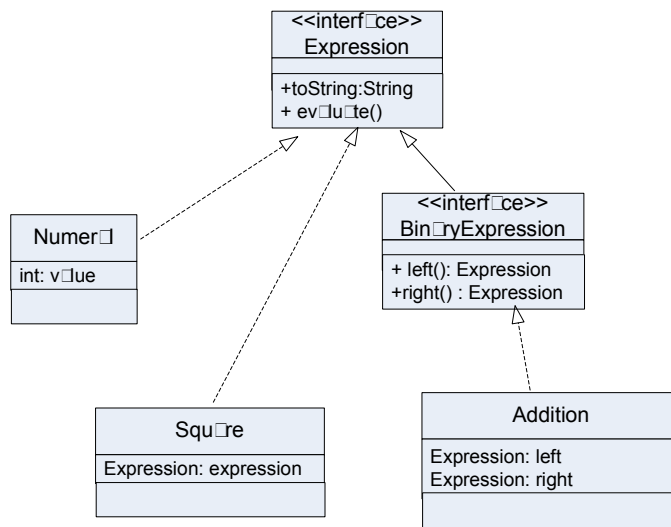 <<interf□ce>>
Expression
+toString:String
+ ev□lu□te()
<<interf□ce>>
Bin□ryExpression
+ left(): Expression
+right() : Expression
Numer□l
int: v□lue
Squ□re
Expression: expression
Addition
Expression: left
Expression: right